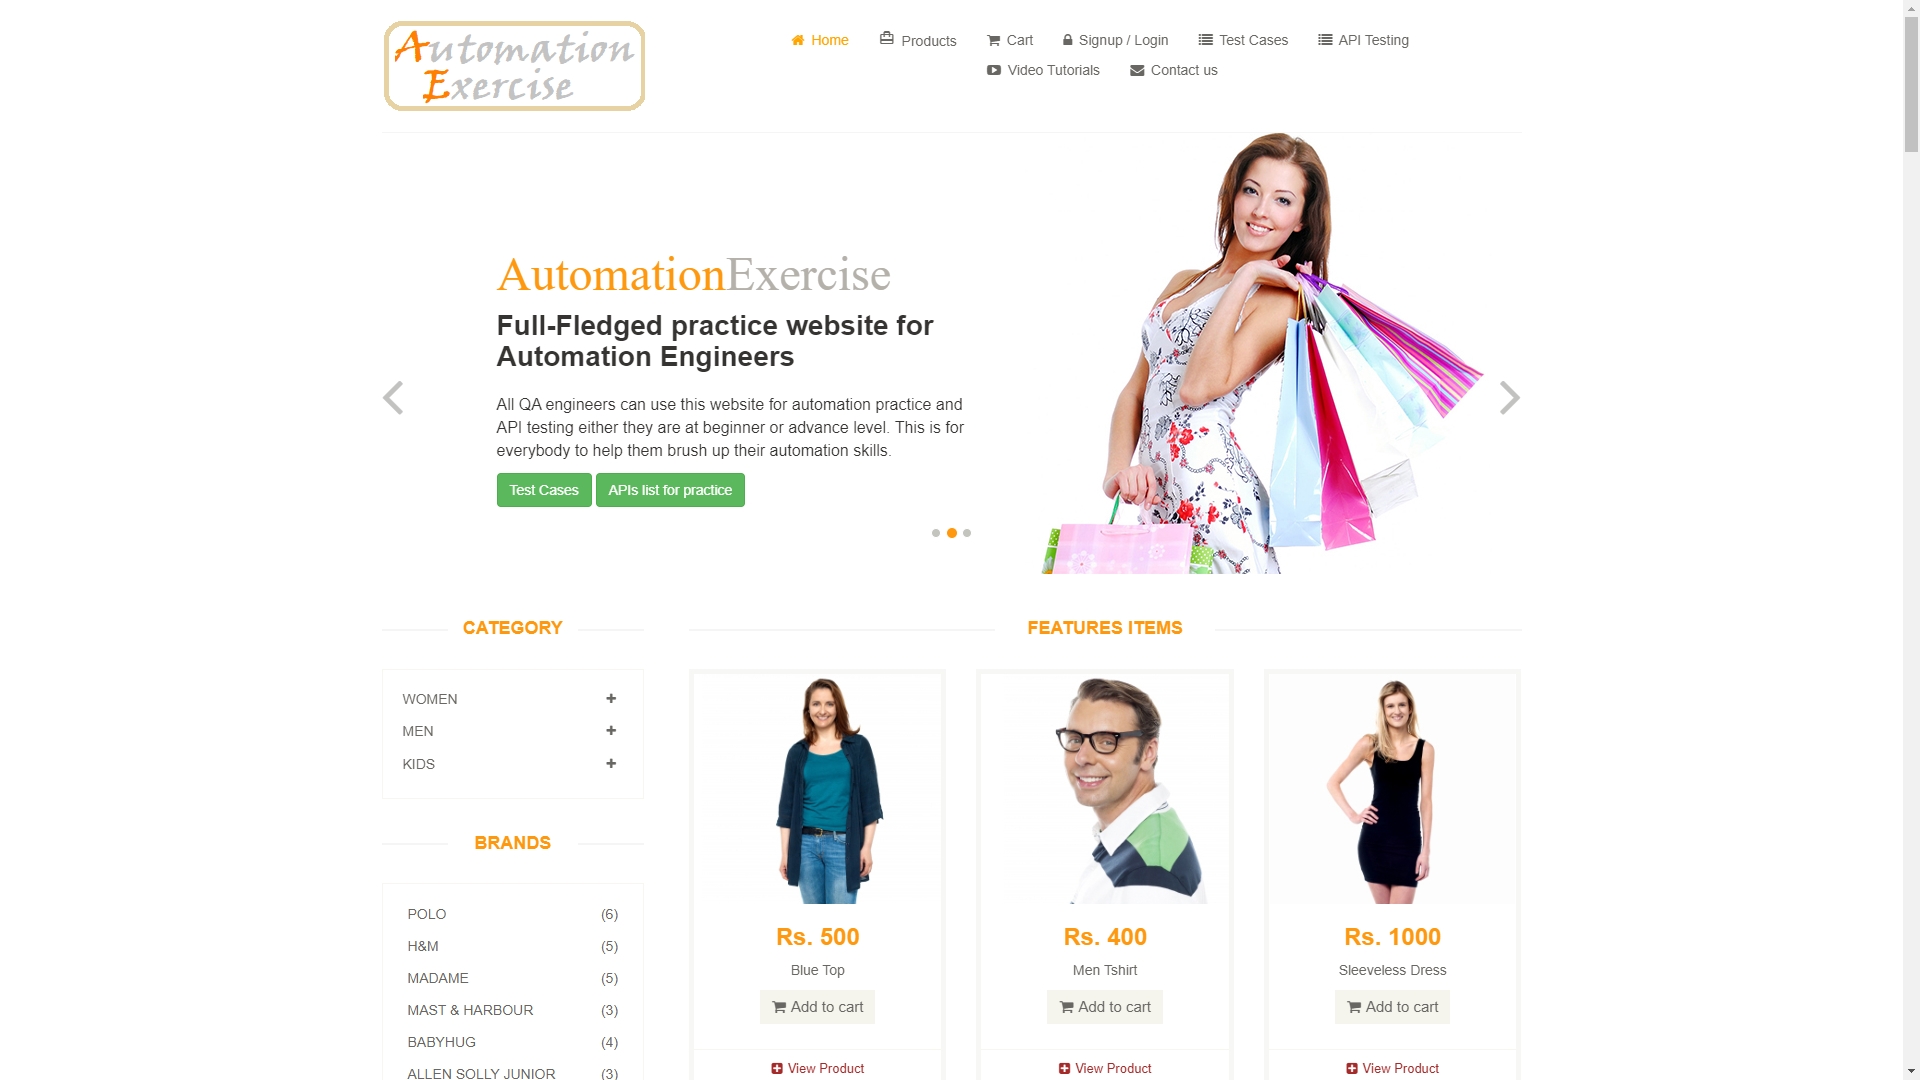 Automation
Exercise
Home
Products
Cart
Signup / Login
Test Cases
API Testing
Video Tutorials
Contact us
AutomationExercise
Full-Fledged practice website for
Automation Engineers
All QA engineers can use this website for automation practice and
API testing either they are at beginner or advance level. This is for
everybody to help them brush up their automation skills.
Test Cases
APIs list for practice
CATEGORY
WOMEN
MEN
KIDS
BRANDS
POLO (6)
H&M (5)
MADAME (5)
MAST & HARBOUR (3)
BABYHUG (4)
ALLEN SOLLY JUNIOR (3)
FEATURES ITEMS
Rs. 500
Blue Top
Add to cart
View Product
Rs. 400
Men Tshirt
Add to cart
View Product
Rs. 1000
Sleeveless Dress
Add to cart
View Product